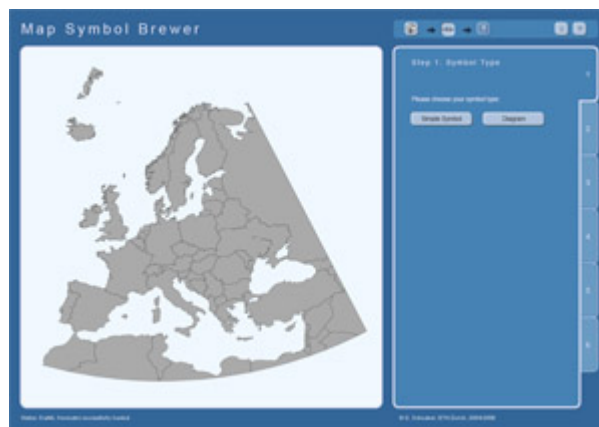 Map Symbol Brewer
Step 1: Symbol Type
Please choose your symbol type:
Simple Symbol
Diagram
1
2
3
4
5
6